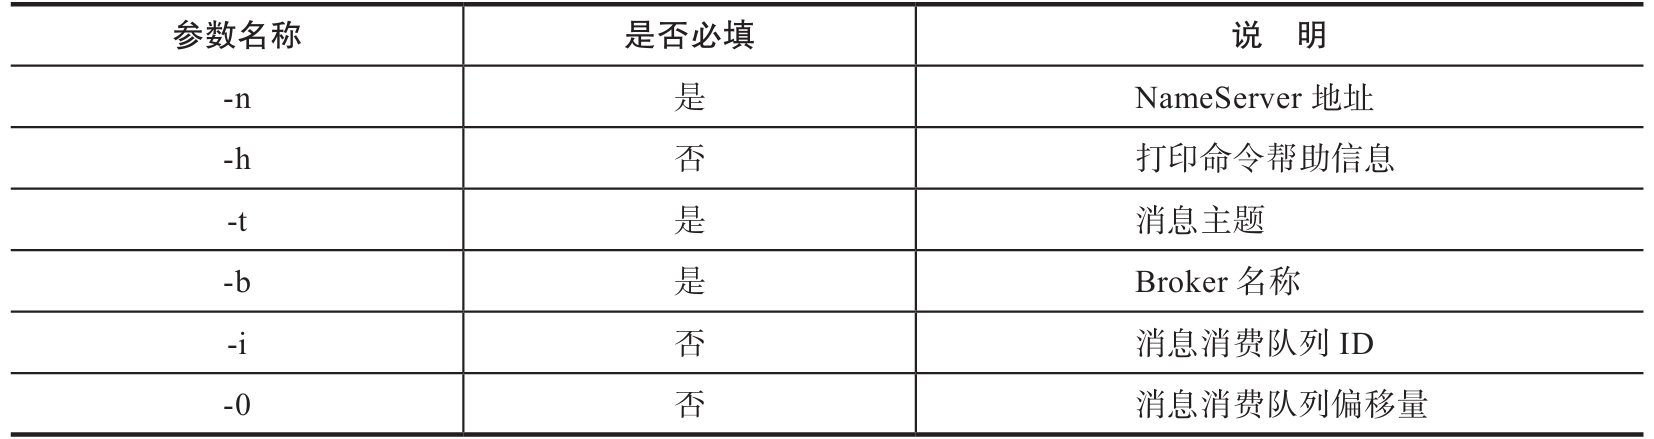 参数名称 是否必填 说 明
-n 是 NameServer 地址
-h 否 打印命令帮助信息
-t 是 消息主题
-b 是 Broker 名称
-i 否 消息消费队列 ID
-0 否 消息消费队列偏移量